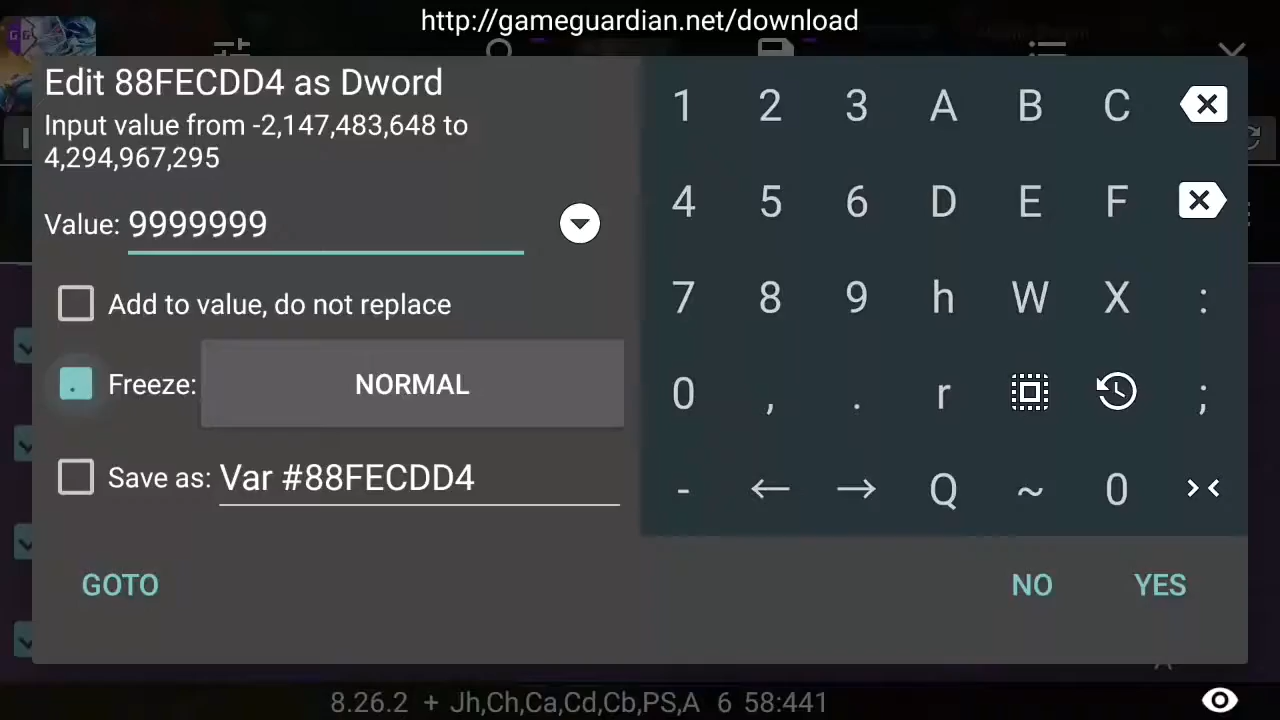 http://gameguardian.net/download
Edit 88FECDD4 as Dword
Input value from -2,147,483,648 to
4,294,967,295
Value: 9999999
Add to value, do not replace
. Freeze: NORMAL
Save as: Var #88FECDD4
GOTO NO YES
1 2 3 A B C
4 5 6 D E F
7 8 9 h W X :
0 , . r ;
- ← → Q ~ 0 ><
8.26.2 + Jh,Ch,Ca,Cd,Cb,PS,A 6 58:441